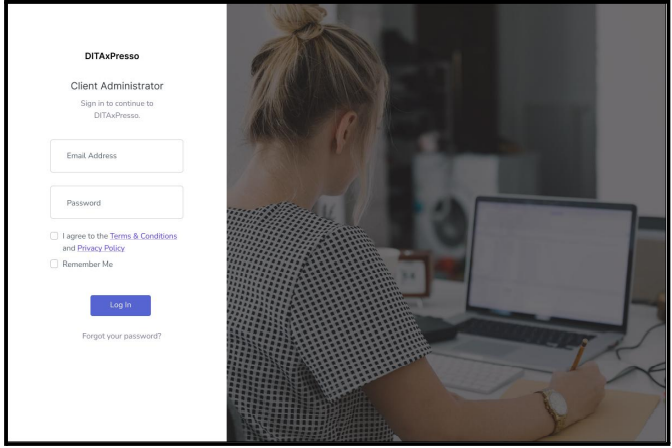 DITAxPresso
Client Administrator
Sign in to continue to
DITAxPresso.
Email Address
Password
I agree to the Terms & Conditions
and Privacy Policy
Remember Me
Log In
Forgot your password?